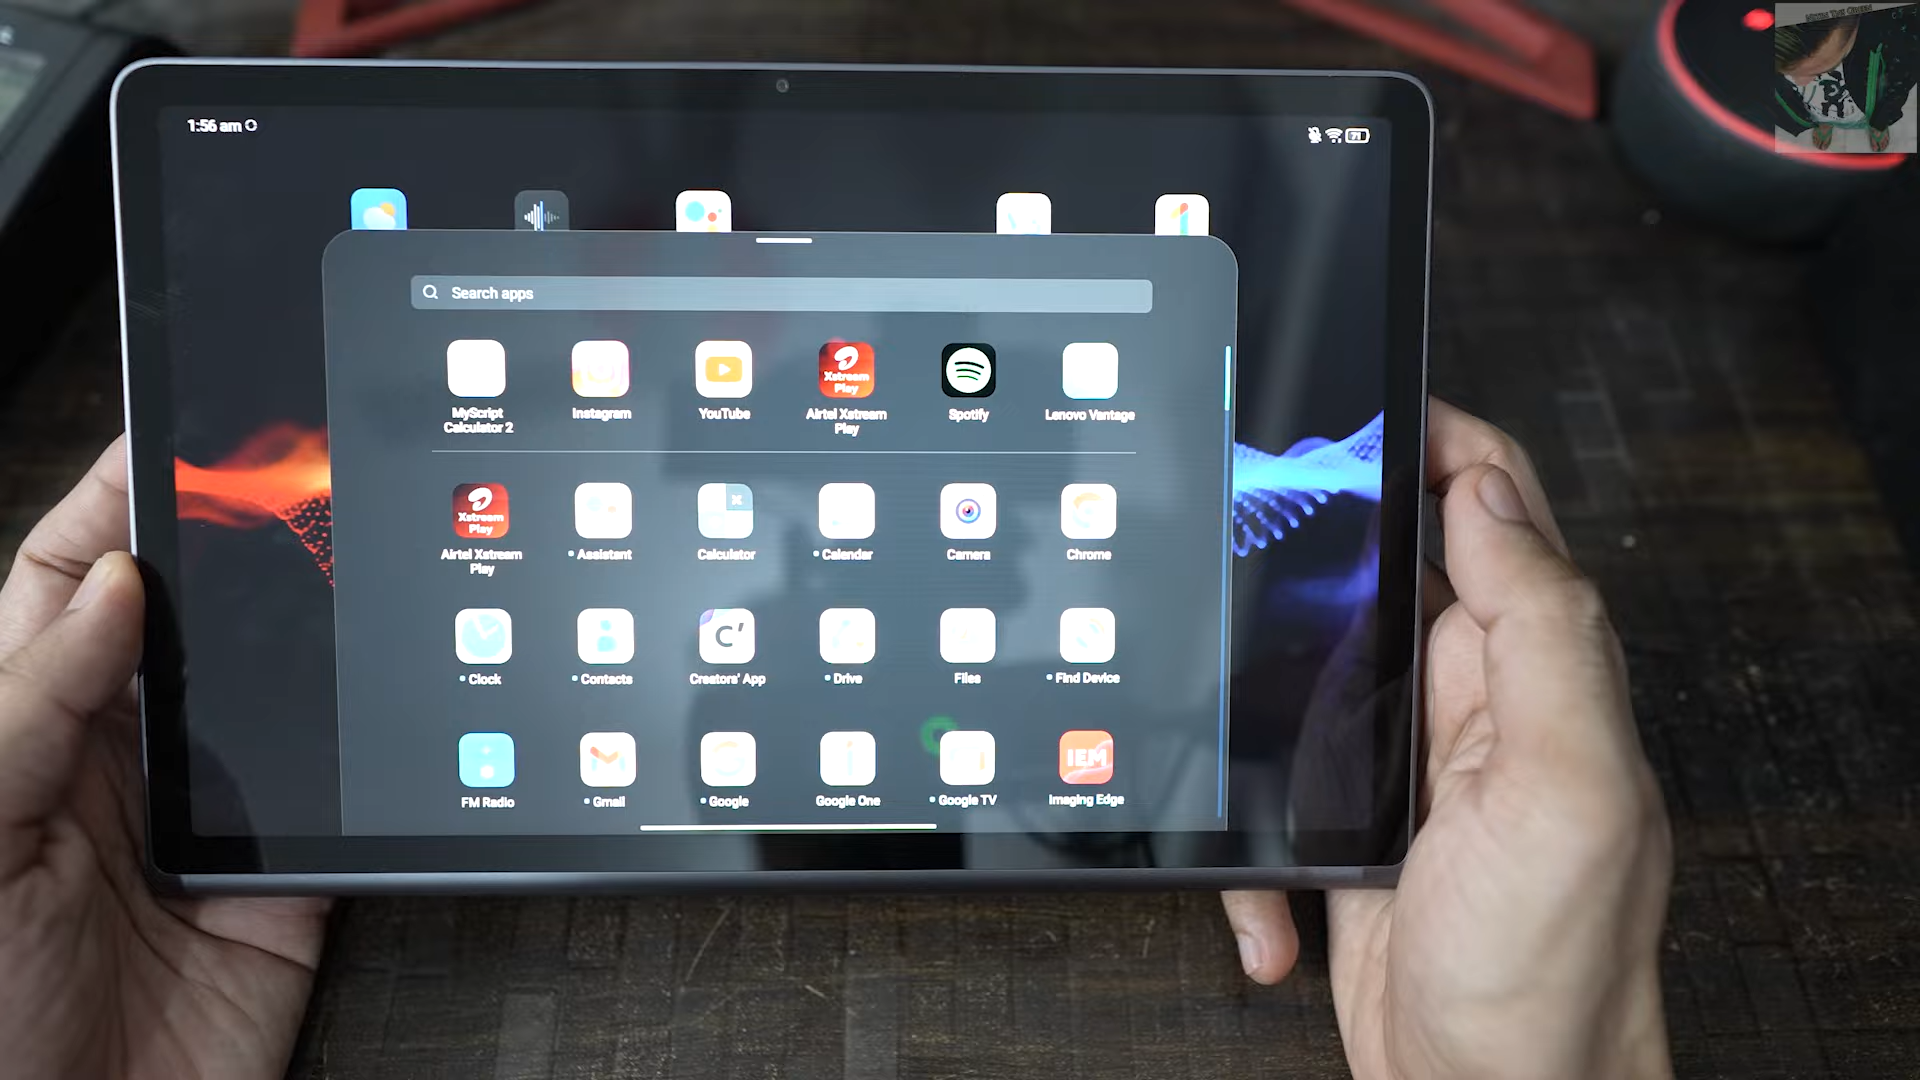 1:56 am
71
Search apps
MyScript
Calculator 2
Instagram
YouTube
Xstream
Play
Airtel Xstream
Play
Spotify
Lenovo Vantage
Xstream
Play
Airtel Xstream
Play
Assistant
Calculator
Calendar
Camera
Chrome
Clock
Contacts
C'
Creators' App
Drive
Files
Find Device
FM Radio
Gmail
Google
Google One
Google TV
IEM
Imaging Edge